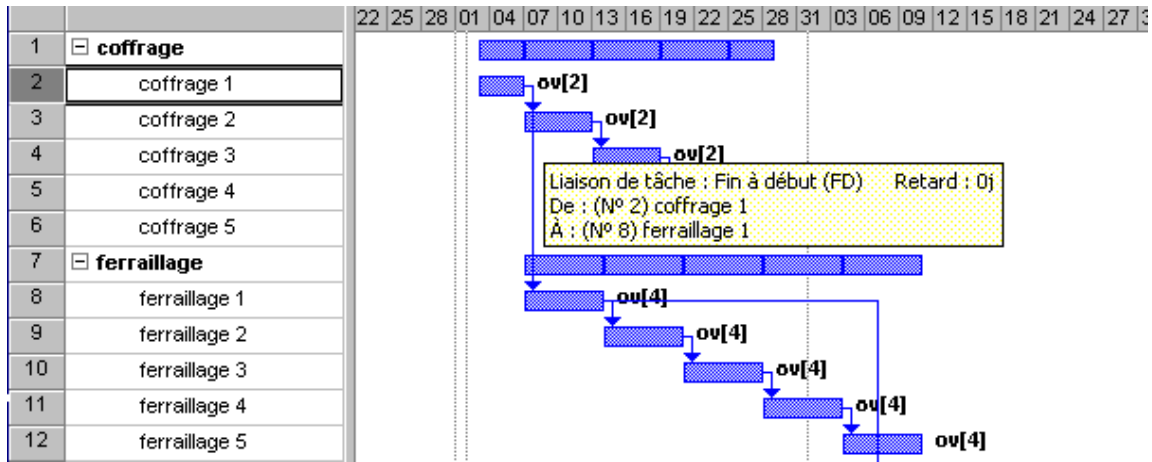 22 25 28 01 04 07 10 13 16 19 22 25 28 31 03 06 09 12 15 18 21 24 27
1 coffrage
2 coffrage 1 ov[2]
3 coffrage 2 ov[2]
4 coffrage 3 ov[2]
5 coffrage 4
6 coffrage 5
Liaison de tâche : Fin à début (FD) Retard : 0j
De : (Nº 2) coffrage 1
À : (Nº 8) ferraillage 1
7 ferraillage
8 ferraillage 1 ov[4]
9 ferraillage 2 ov[4]
10 ferraillage 3 ov[4]
11 ferraillage 4 ov[4]
12 ferraillage 5 ov[4]